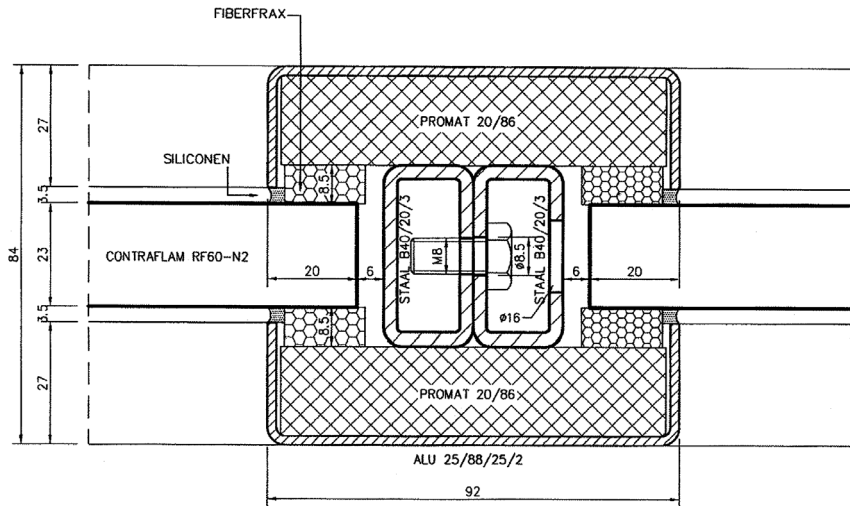 FIBERFRAX
27
PROMAT 20/86
SILICONEN
3.5
8.5
84
23
CONTRAFLAM RF60-N2
20
6
STAAL B40/20/3
M8
ø8.5
STAAL B40/20/3
6
20
ø16
3.5
8.5
27
PROMAT 20/86
ALU 25/88/25/2
92